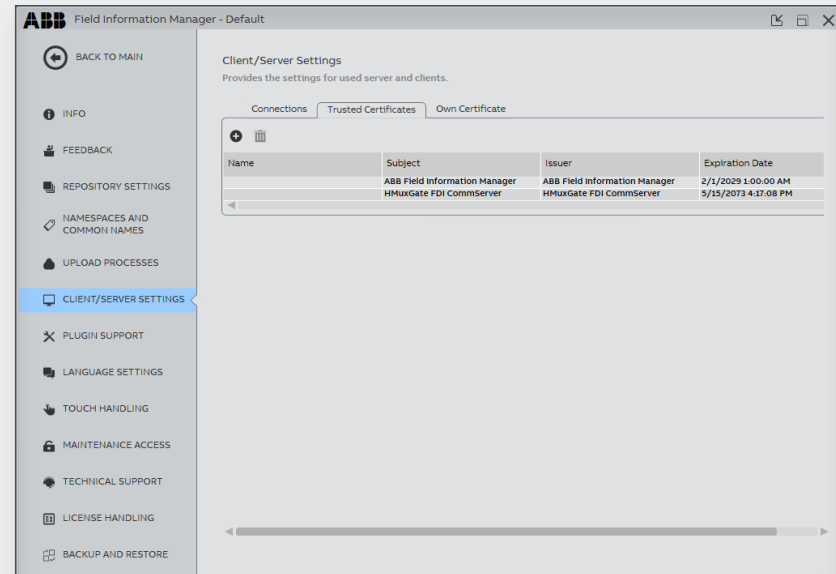 ABB Field Information Manager - Default
BACK TO MAIN
INFO
FEEDBACK
REPOSITORY SETTINGS
NAMESPACES AND
COMMON NAMES
UPLOAD PROCESSES
CLIENT/SERVER SETTINGS
PLUGIN SUPPORT
LANGUAGE SETTINGS
TOUCH HANDLING
MAINTENANCE ACCESS
TECHNICAL SUPPORT
LICENSE HANDLING
BACKUP AND RESTORE
Client/Server Settings
Provides the settings for used server and clients.
Connections Trusted Certificates Own Certificate
Name Subject Issuer Expiration Date
ABB Field Information Manager ABB Field Information Manager 2/1/2029 1:00:00 AM
HMuxGate FDI CommServer HMuxGate FDI CommServer 5/15/2073 4:17:08 PM